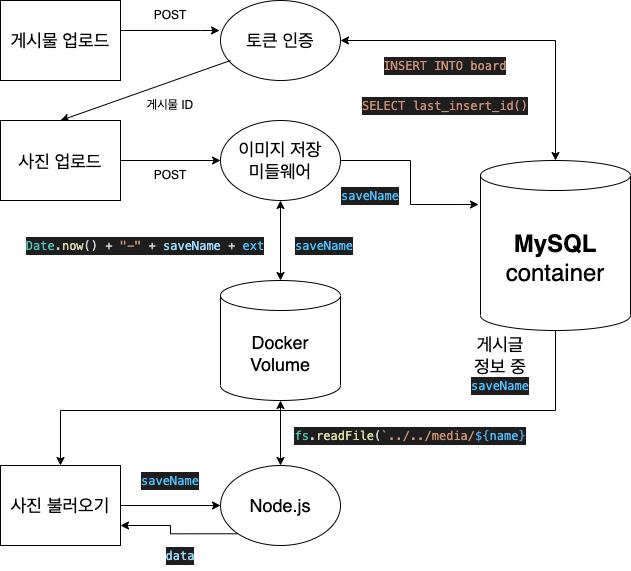 게시물 업로드
POST
토큰 인증
INSERT INTO board
SELECT last_insert_id()
게시물 ID
사진 업로드
POST
이미지 저장
미들웨어
saveName
Date.now() + "-" + saveName + ext
saveName
MySQL
container
Docker
Volume
게시글
정보 중
saveName
fs.readFile(`../../media/${name}
사진 불러오기
saveName
Node.js
data